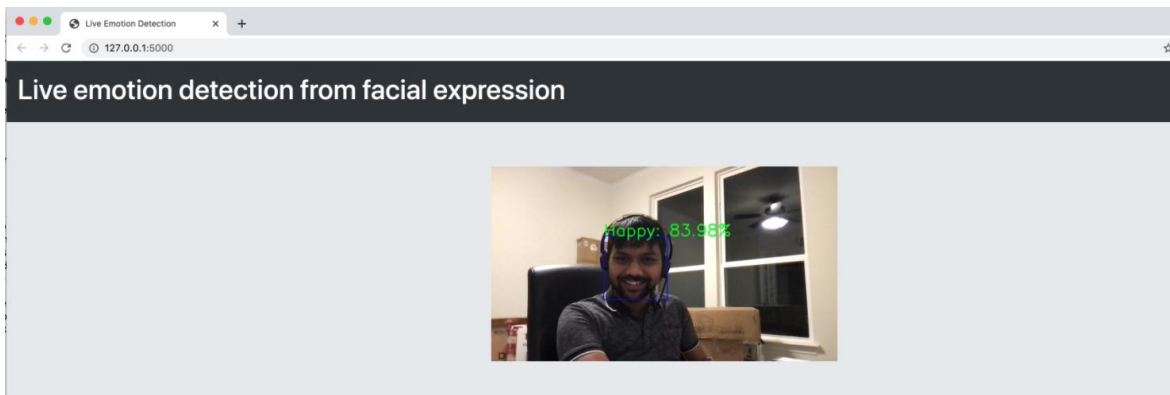 Live Emotion Detection
127.0.0.1:5000
Live emotion detection from facial expression
Happy: 83.98%